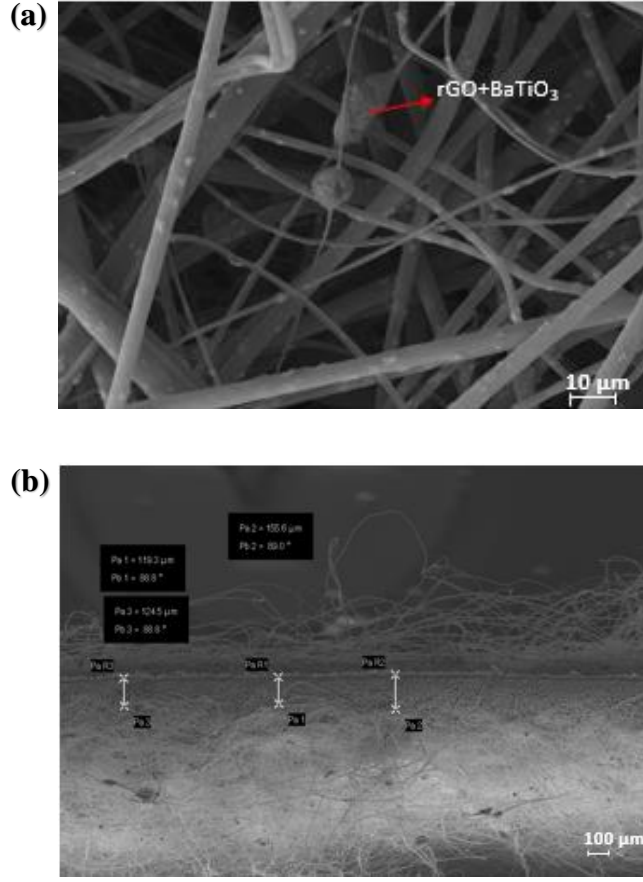 (a)
rGO+BaTiO₃
10 µm
(b)
Pa 2 = 155.6 µm
Pb 2 = 89.0 °
Pa 1 = 119.3 µm
Pb 1 = 88.8 °
Pa 3 = 124.5 µm
Pb 3 = 88.8 °
Pa R3
Pa R1
Pa R2
Pa 3
Pa 1
Pa 2
100 µm